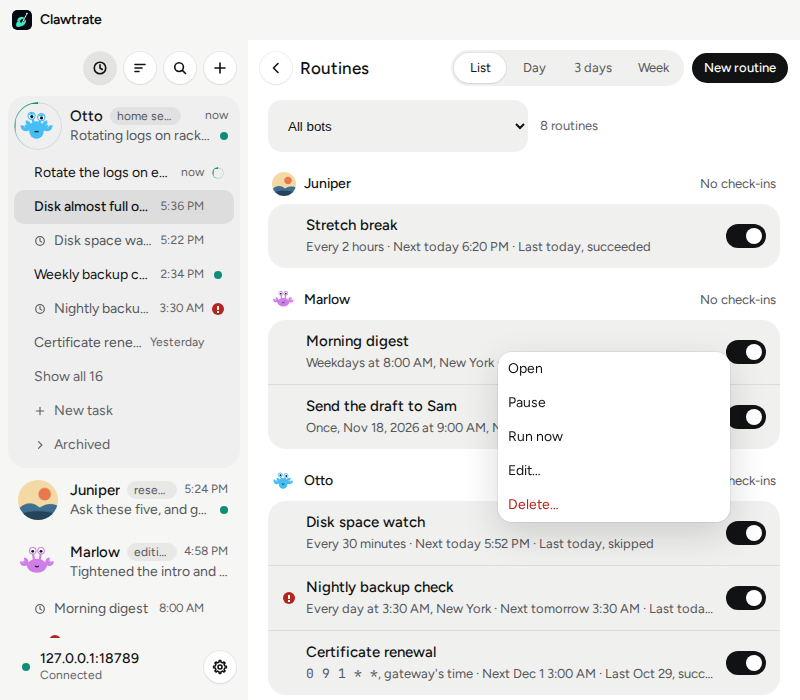 Clawtrate
Otto home se... now
Rotating logs on rack...
Rotate the logs on e... now
Disk almost full o... 5:36 PM
Disk space wa... 5:22 PM
Weekly backup c... 2:34 PM
Nightly backu... 3:30 AM
Certificate rene... Yesterday
Show all 16
New task
Archived
Juniper rese... 5:24 PM
Ask these five, and g...
Marlow editi... 4:58 PM
Tightened the intro and ...
Morning digest 8:00 AM
127.0.0.1:18789
Connected
Routines
List Day 3 days Week
New routine
All bots
8 routines
Juniper No check-ins
Stretch break
Every 2 hours · Next today 6:20 PM · Last today, succeeded
Marlow No check-ins
Morning digest
Weekdays at 8:00 AM, New York
Send the draft to Sam
Once, Nov 18, 2026 at 9:00 AM,
Open
Pause
Run now
Edit...
Delete...
Otto check-ins
Disk space watch
Every 30 minutes · Next today 5:52 PM · Last today, skipped
Nightly backup check
Every day at 3:30 AM, New York · Next tomorrow 3:30 AM · Last toda...
Certificate renewal
0 9 1 * *, gateway's time · Next Dec 1 3:00 AM · Last Oct 29, succ...